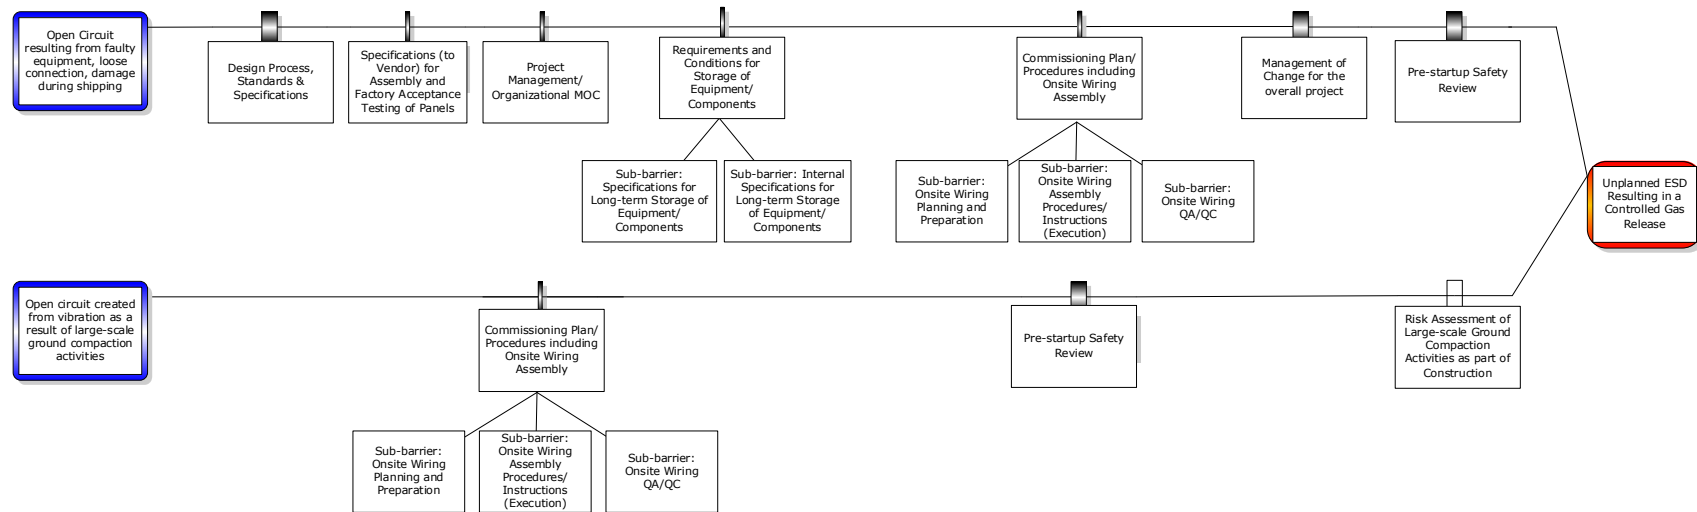 Open Circuit
resulting from faulty
equipment, loose
connection, damage
during shipping
Design Process,
Standards &
Specifications
Specifications (to
Vendor) for
Assembly and
Factory Acceptance
Testing of Panels
Project
Management/
Organizational MOC
Requirements and
Conditions for
Storage of
Equipment/
Components
Commissioning Plan/
Procedures including
Onsite Wiring
Assembly
Management of
Change for the
overall project
Pre-startup Safety
Review
Sub-barrier:
Specifications for
Long-term Storage of
Equipment/
Components
Sub-barrier: Internal
Specifications for
Long-term Storage
of Equipment/
Components
Sub-barrier:
Onsite Wiring
Planning and
Preparation
Sub-barrier:
Onsite Wiring
Assembly
Procedures/
Instructions
(Execution)
Sub-barrier:
Onsite Wiring
QA/QC
Unplanned ESD
Resulting in a
Controlled Gas
Release
Open circuit created
from vibration as a
result of large-scale
ground compaction
activities
Commissioning Plan/
Procedures including
Onsite Wiring
Assembly
Pre-startup Safety
Review
Risk Assessment of
Large-scale Ground
Compaction
Activities as part of
Construction
Sub-barrier:
Onsite Wiring
Planning and
Preparation
Sub-barrier:
Onsite Wiring
Assembly
Procedures/
Instructions
(Execution)
Sub-barrier:
Onsite Wiring
QA/QC